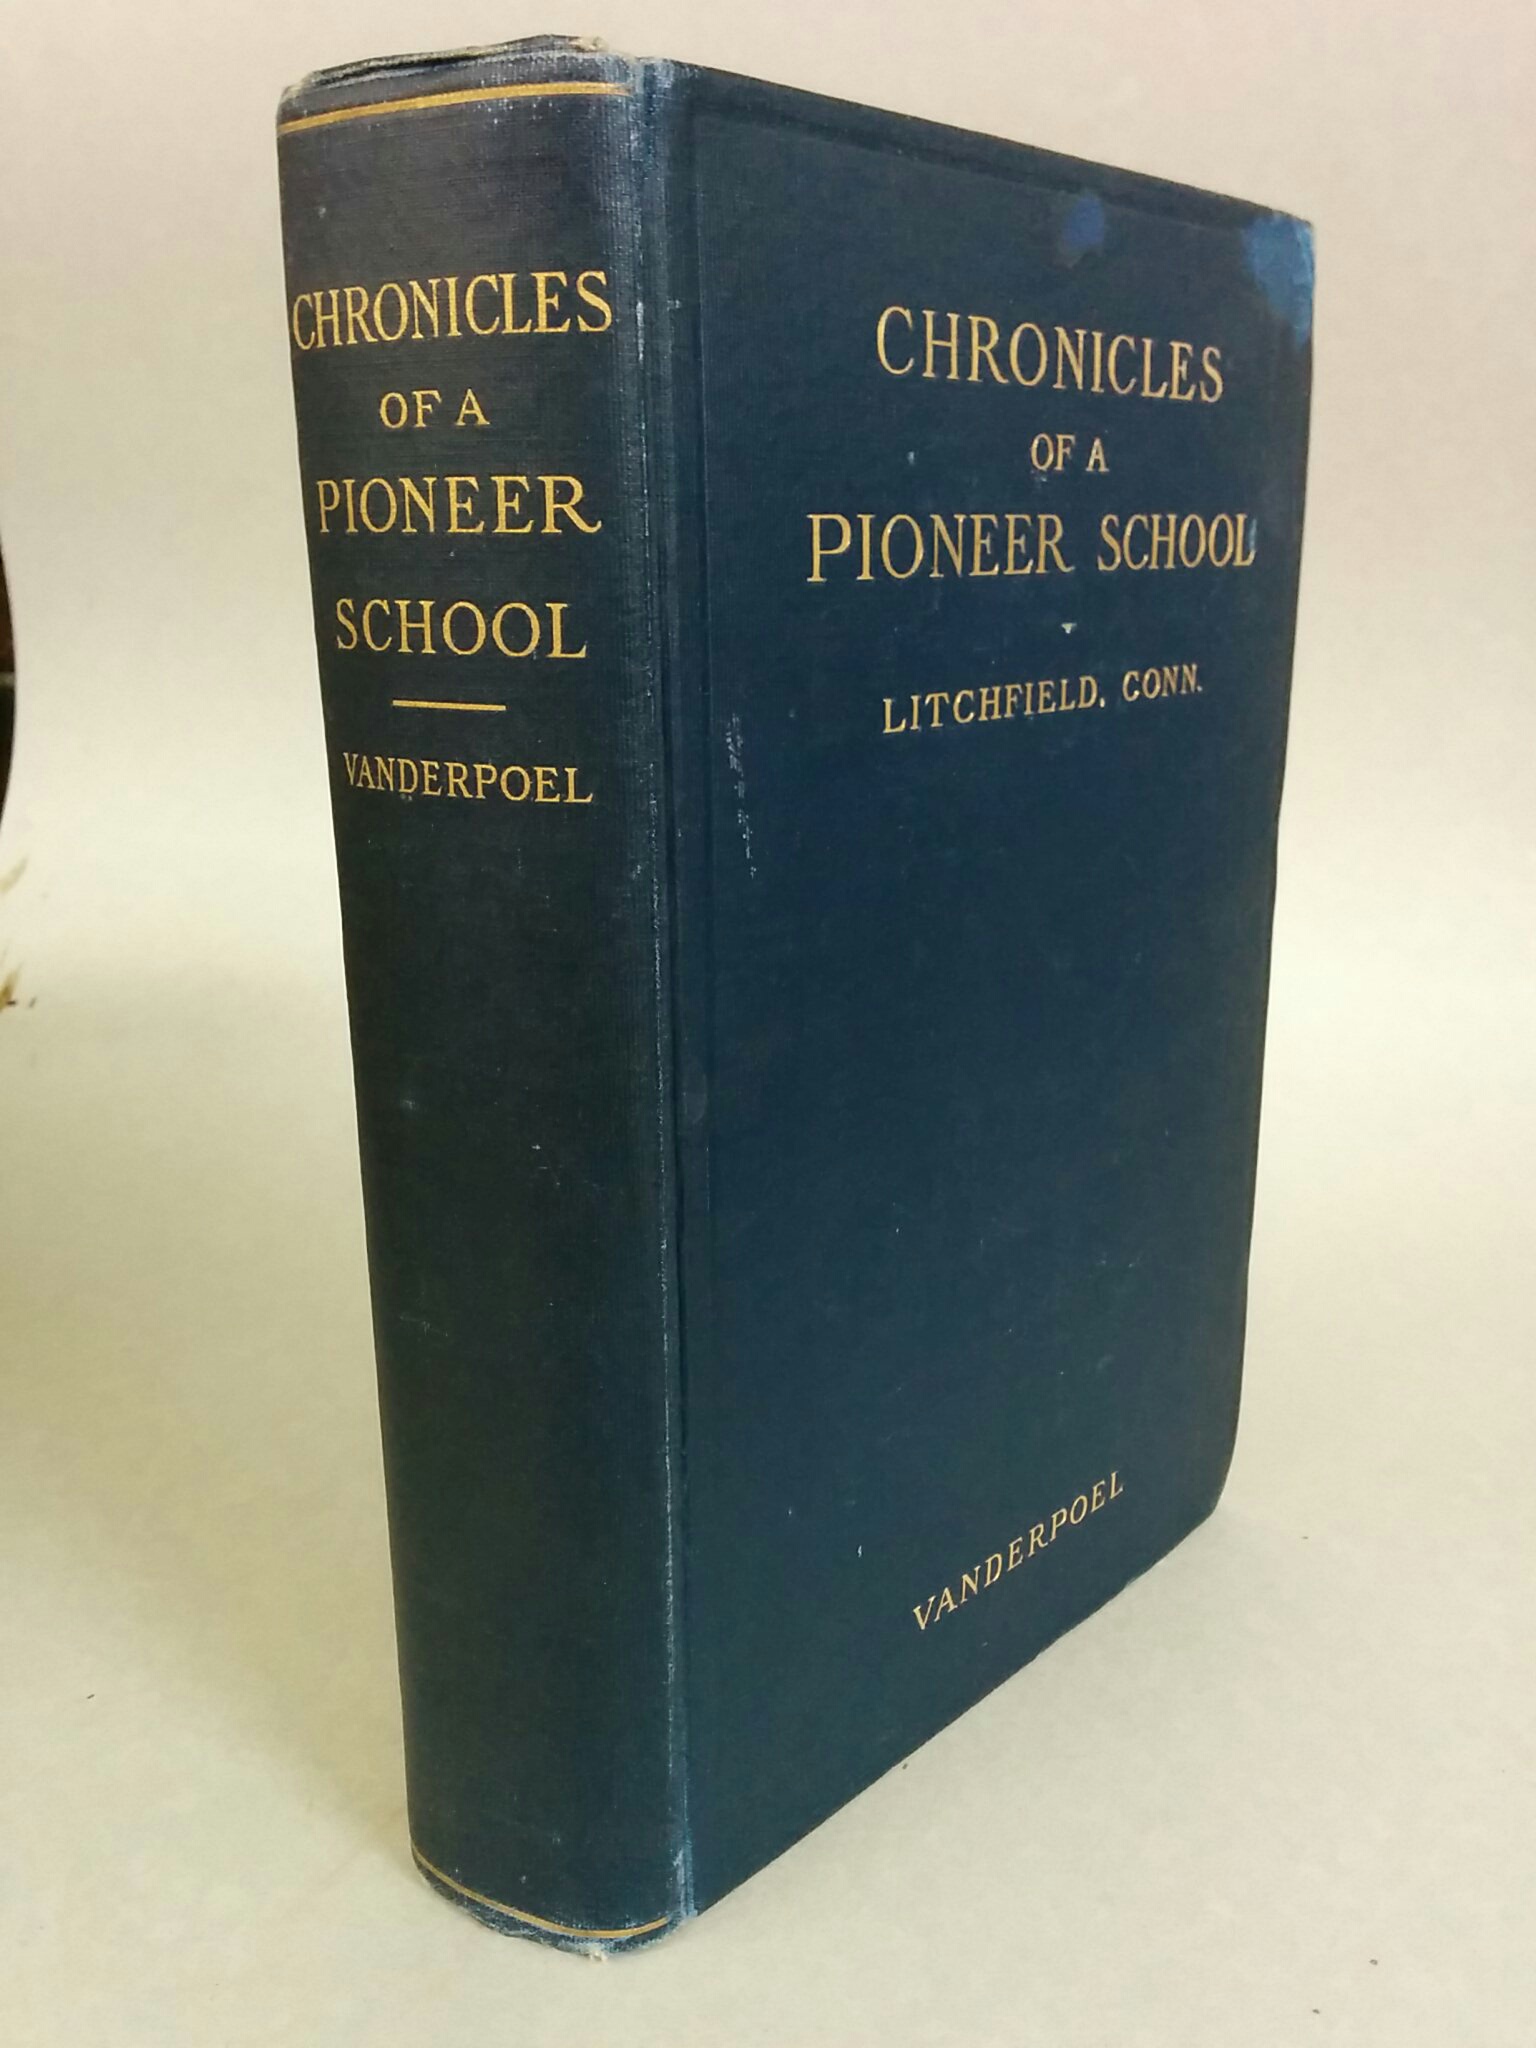 CHRONICLES
OF A
PIONEER
SCHOOL
VANDERPOEL
CHRONICLES
OF A
PIONEER SCHOOL
LITCHFIELD, CONN.
VANDERPOEL